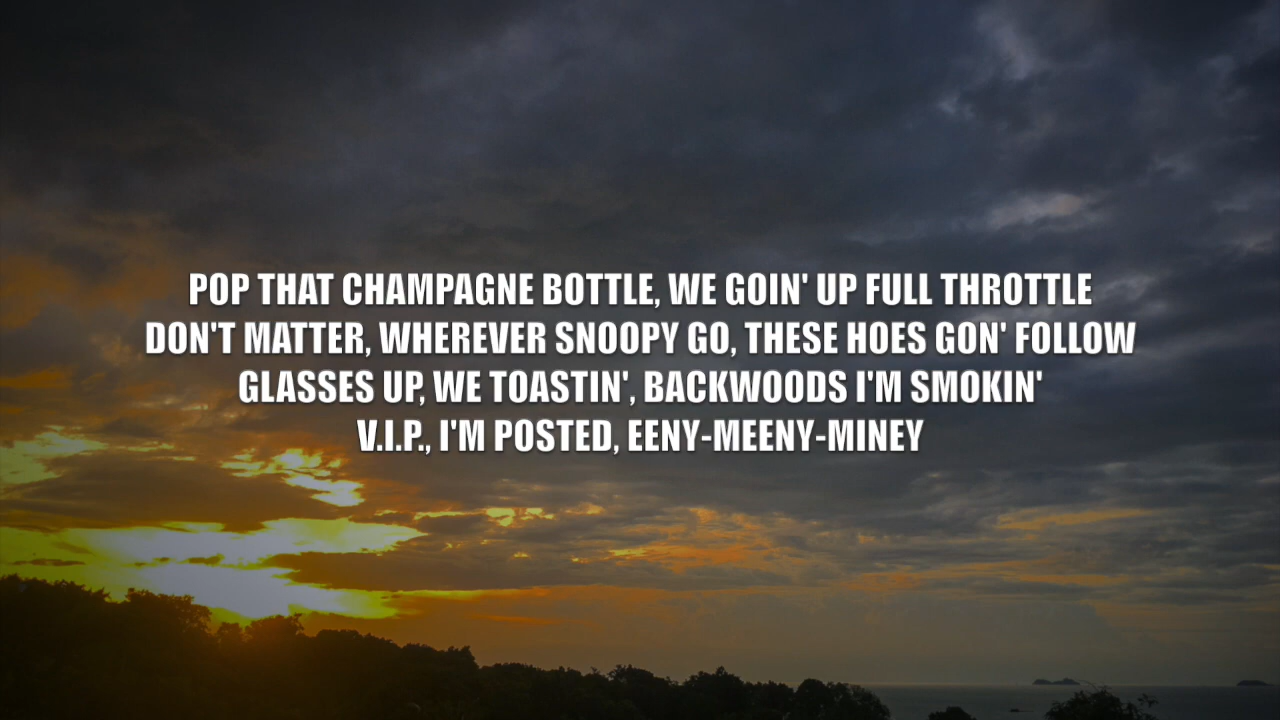 POP THAT CHAMPAGNE BOTTLE, WE GOIN' UP FULL THROTTLE
DON'T MATTER, WHEREVER SNOOPY GO, THESE HOES GON' FOLLOW
GLASSES UP, WE TOASTIN', BACKWOODS I'M SMOKIN'
V.I.P., I'M POSTED, EENY-MEENY-MINEY